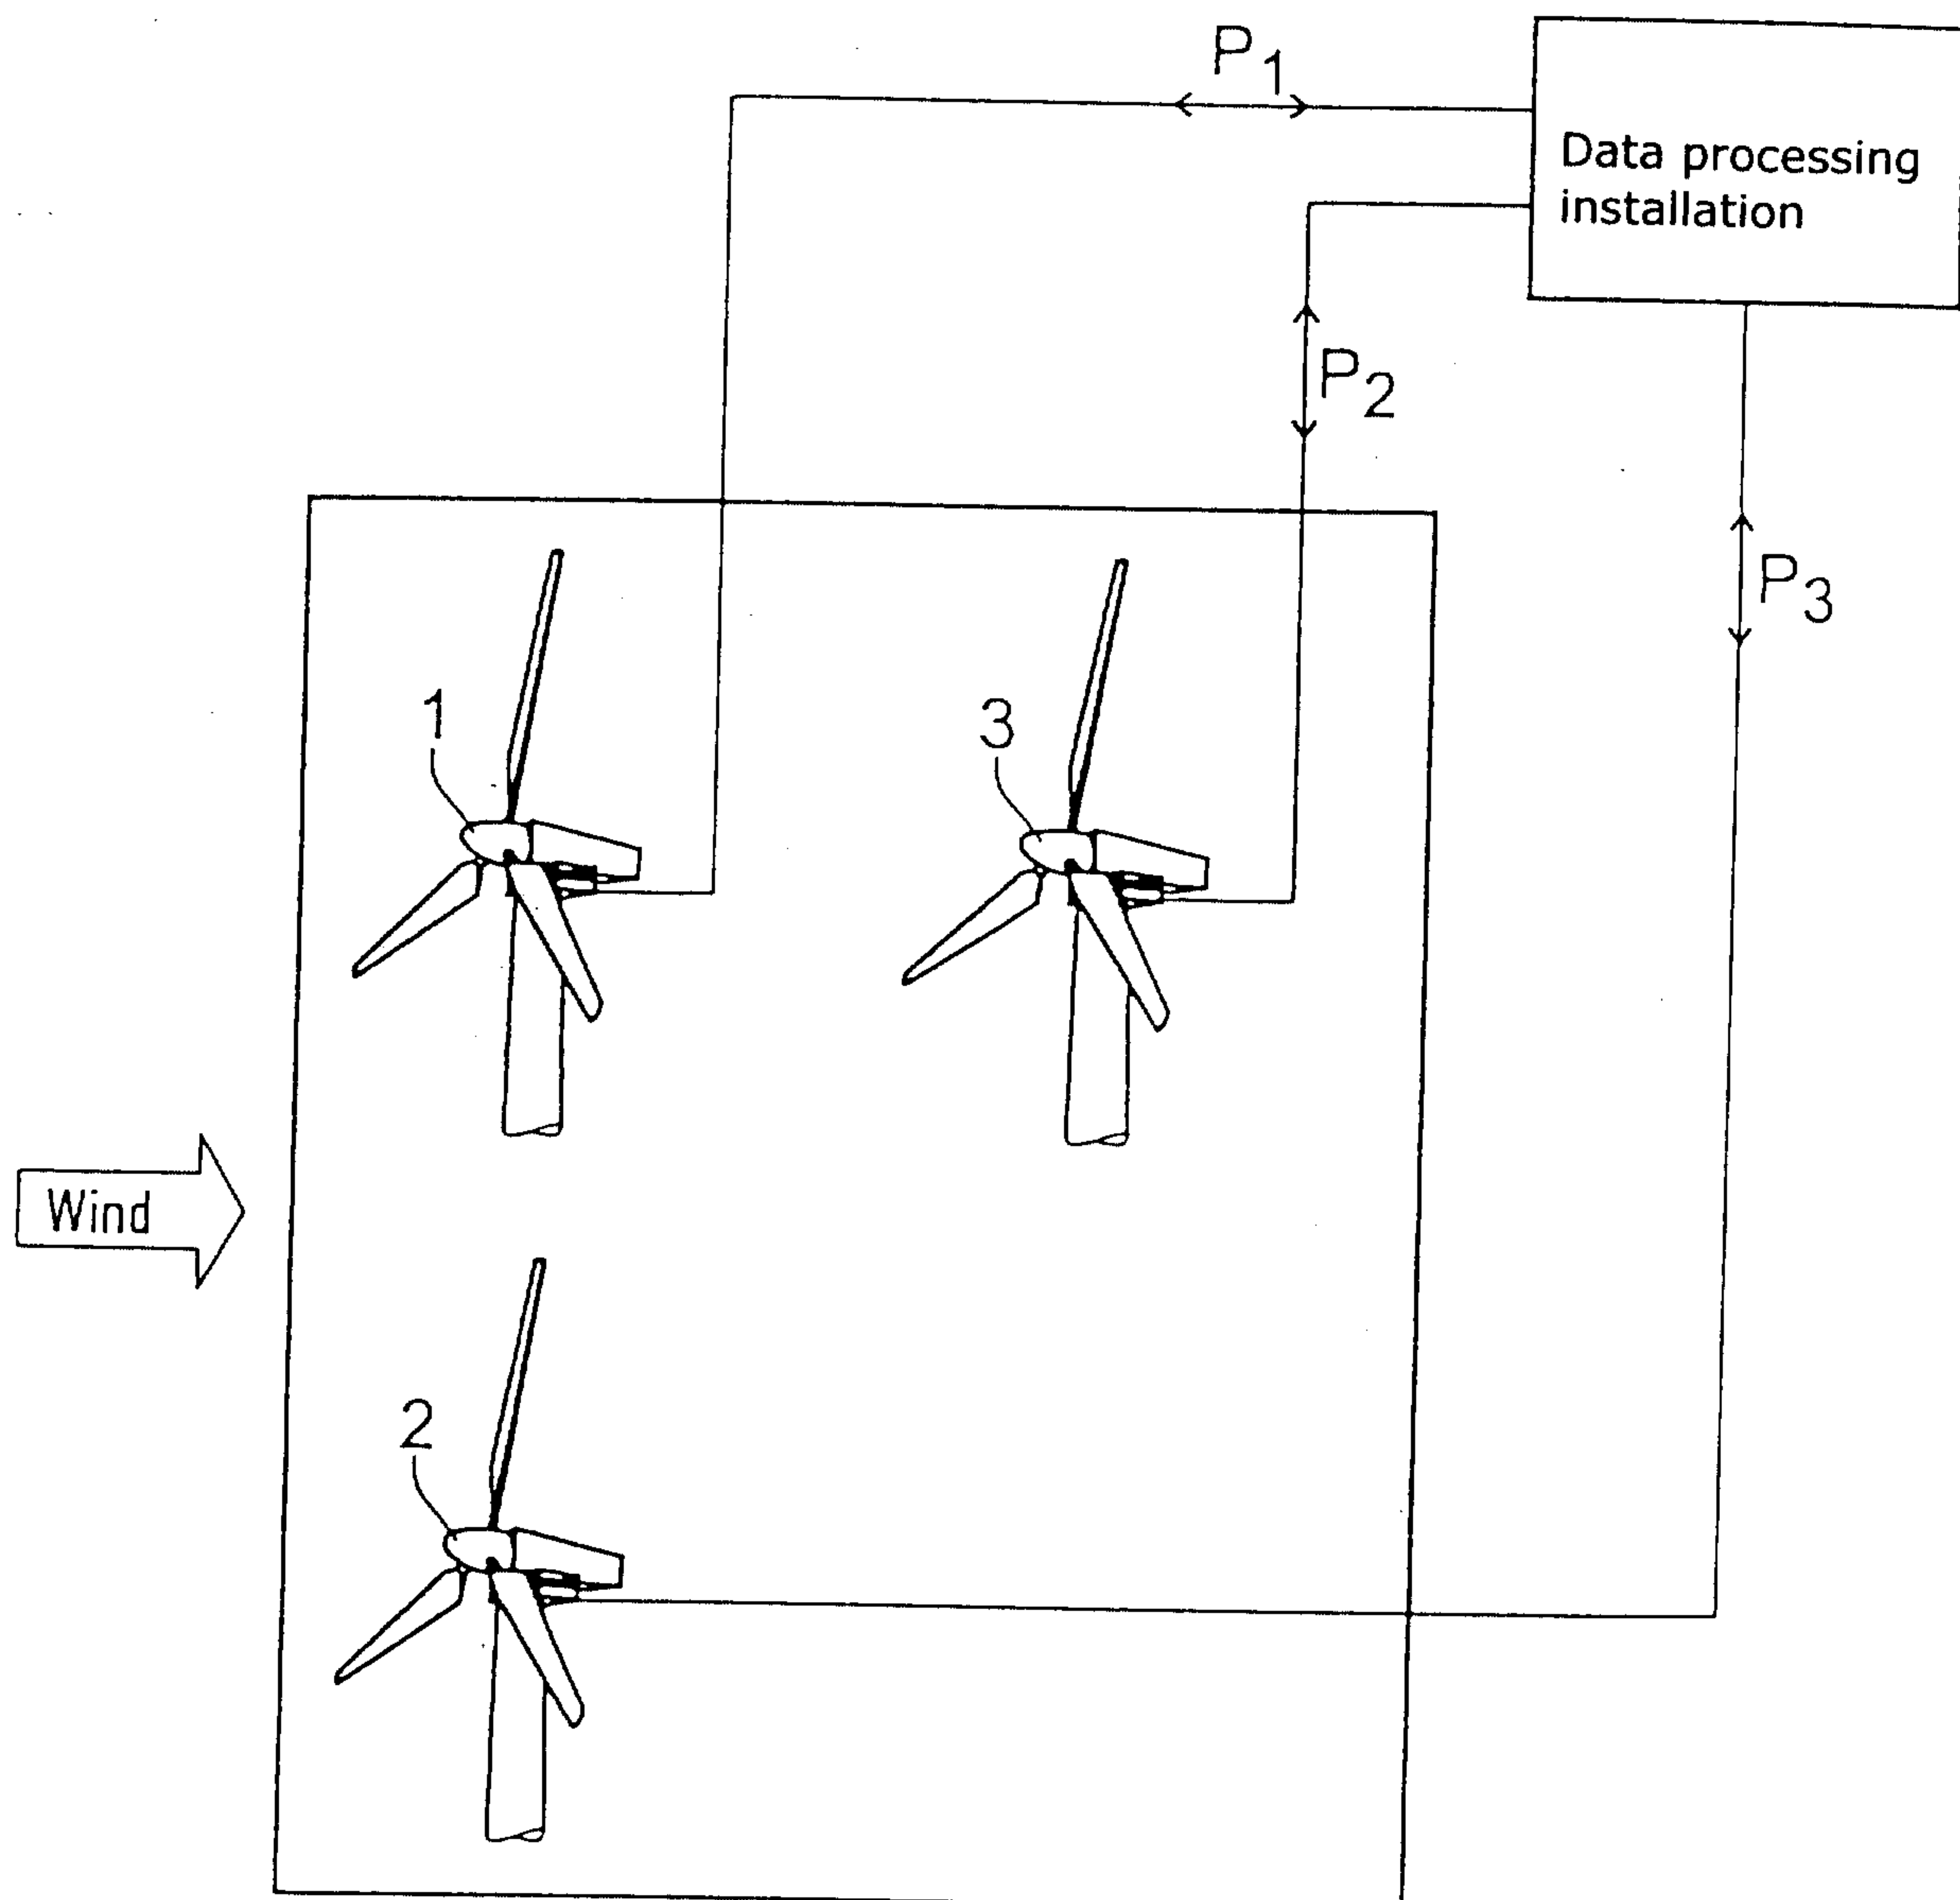 P1
Data processing
installation
P2
P3
1
3
Wind
2